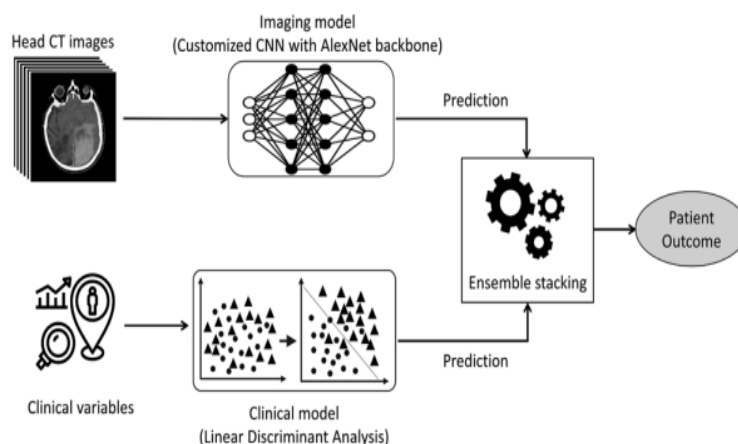 Imaging model
(Customized CNN with AlexNet backbone)
Head CT images
Prediction
Ensemble stacking
Patient
Outcome
Prediction
Clinical variables
Clinical model
(Linear Discriminant Analysis)